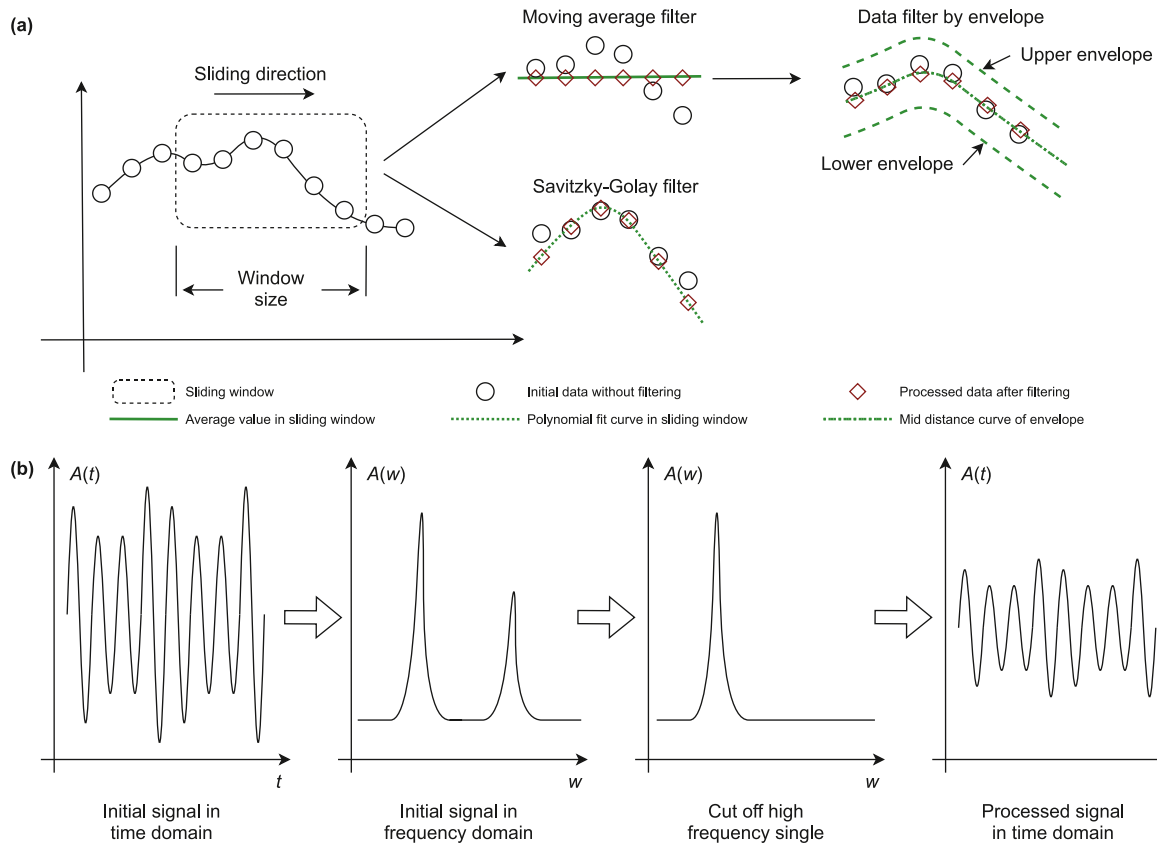 (a)
Moving average filter
Data filter by envelope
Sliding direction
Upper envelope
Lower envelope
Savitzky-Golay filter
Window
size
Sliding window
Initial data without filtering
Processed data after filtering
Average value in sliding window
Polynomial fit curve in sliding window
Mid distance curve of envelope
(b)
A(t)
A(w)
A(w)
A(t)
t
w
w
Initial signal in
time domain
Initial signal in
frequency domain
Cut off high
frequency single
Processed signal
in time domain